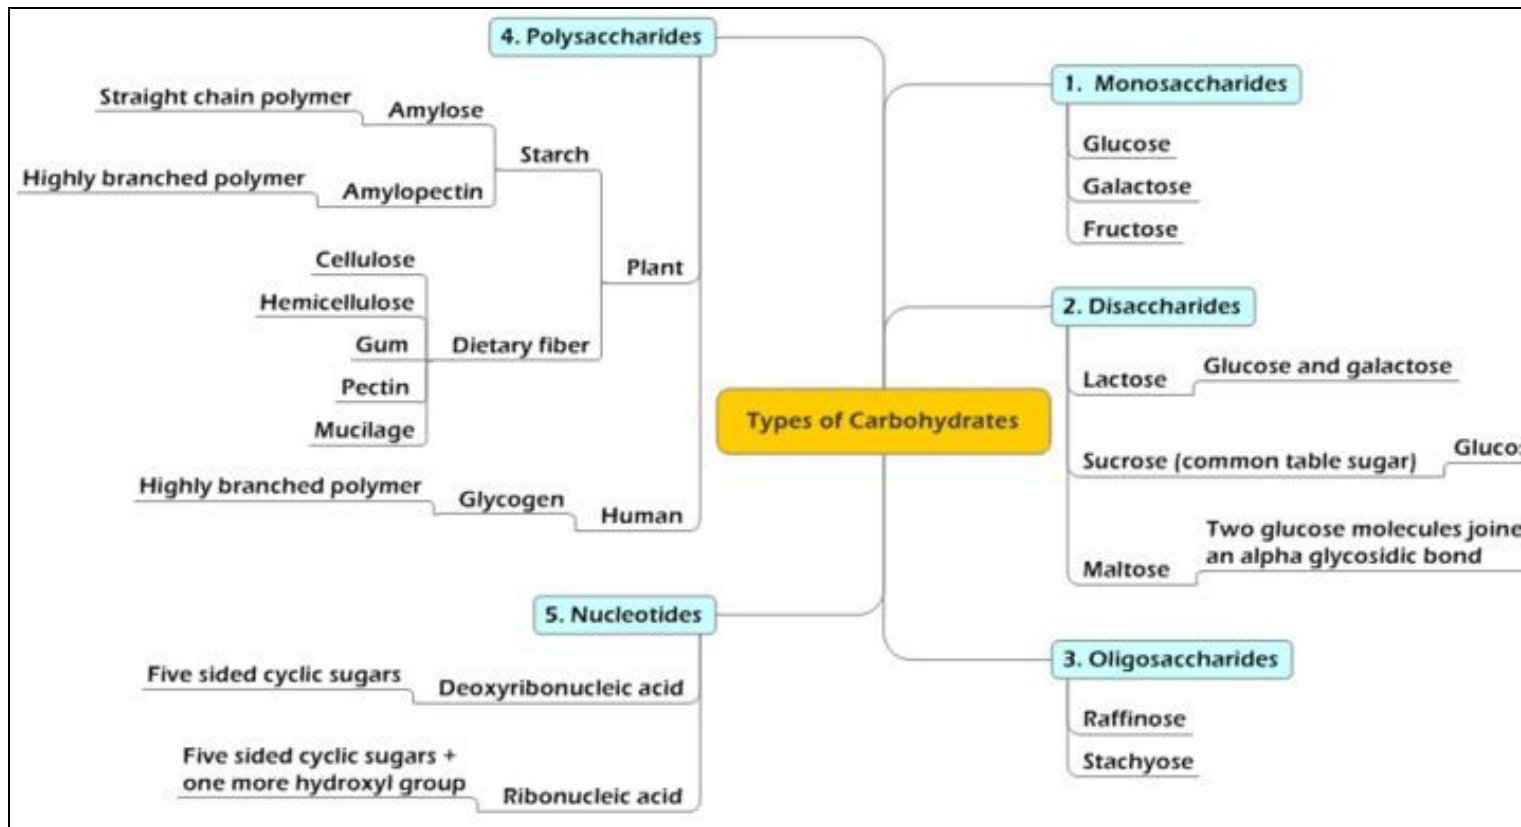 4. Polysaccharides
Straight chain polymer
Amylose
Starch
Highly branched polymer
Amylopectin
Plant
Cellulose
Hemicellulose
Gum
Pectin
Mucilage
Dietary fiber
Highly branched polymer
Glycogen
Human
5. Nucleotides
Five sided cyclic sugars
Deoxyribonucleic acid
Five sided cyclic sugars +
one more hydroxyl group
Ribonucleic acid
Types of Carbohydrates
1. Monosaccharides
Glucose
Galactose
Fructose
2. Disaccharides
Lactose
Glucose and galactose
Sucrose (common table sugar)
Maltose
Two glucose molecules
an alpha glycosidic bond
3. Oligosaccharides
Raffinose
Stachyose